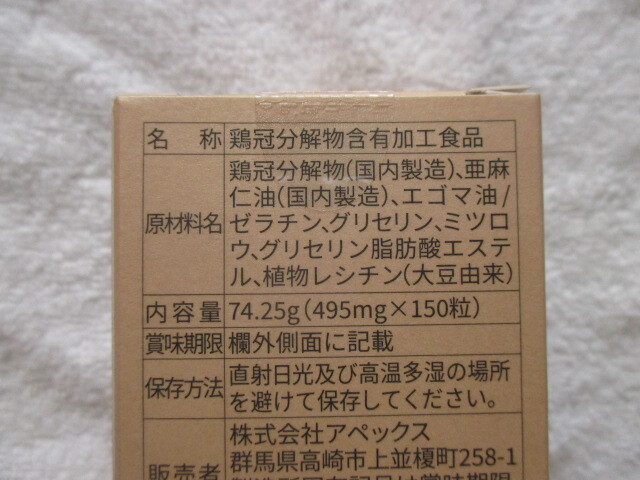 名 称 鶏冠分解物含有加工食品
原材料名 鶏冠分解物(国内製造)、亜麻
仁油(国内製造)、エゴマ油/
ゼラチン、グリセリン、ミツロ
ウ、グリセリン脂肪酸エステ
ル、植物レシチン(大豆由来)
内容量 74.25g(495mg×150粒)
賞味期限 欄外側面に記載
保存方法 直射日光及び高温多湿の場所
を避けて保存してください。
販売者 株式会社アペックス
群馬県高崎市上並榎町258-1